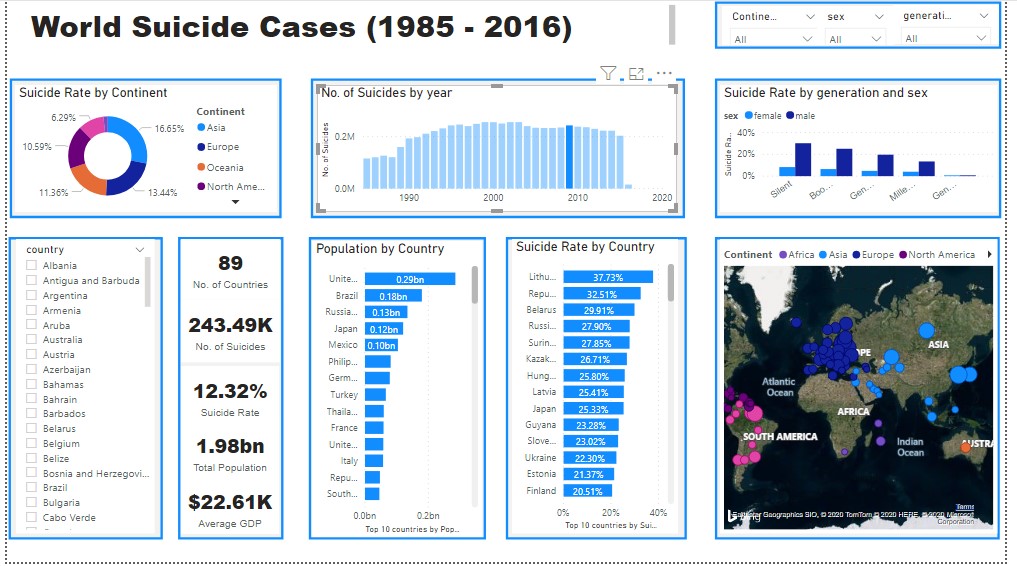 World Suicide Cases (1985 - 2016)
Contine... sex generati...
All All All
Suicide Rate by Continent
6.29%
16.65%
10.59%
11.36%
13.44%
Continent
Asia
Europe
Oceania
North Ame...
No. of Suicides by year
No. of Suicides
0.2M
0.0M
1990 2000 2010 2020
Suicide Rate by generation and sex
sex female male
Suicide Ra...
40%
20%
0%
Silent Boo... Gen... Mille... Gen...
country
Albania
Antigua and Barbuda
Argentina
Armenia
Aruba
Australia
Austria
Azerbaijan
Bahamas
Bahrain
Barbados
Belarus
Belgium
Belize
Bosnia and Herzegovi...
Brazil
Bulgaria
Cabo Verde
89
No. of Countries
243.49K
No. of Suicides
12.32%
Suicide Rate
1.98bn
Total Population
$22.61K
Average GDP
Population by Country
Unite... 0.29bn
Brazil 0.18bn
Russia... 0.13bn
Japan 0.12bn
Mexico 0.10bn
Philip...
Germ...
Turkey
Thaila...
France
Unite...
Italy
Repu...
South...
0.0bn 0.2bn
Top 10 countries by Pop...
Suicide Rate by Country
Lithu... 37.73%
Repu... 32.51%
Belarus 29.91%
Russi... 27.90%
Surin... 27.85%
Kazak... 26.71%
Hung... 25.80%
Latvia 25.41%
Japan 25.33%
Guyana 23.28%
Slove... 23.02%
Ukraine 22.30%
Estonia 21.37%
Finland 20.51%
0% 20% 40%
Top 10 countries by Sui...
Continent Africa Asia Europe North America
OPE
ASIA
Atlantic
Ocean
AFRICA
SOUTH AMERICA
Indian
Ocean
AUSTRA
Terms
Geographics SIO, © 2020 TomTom © 2020 HERE, © 2020 Microsoft
Corporation